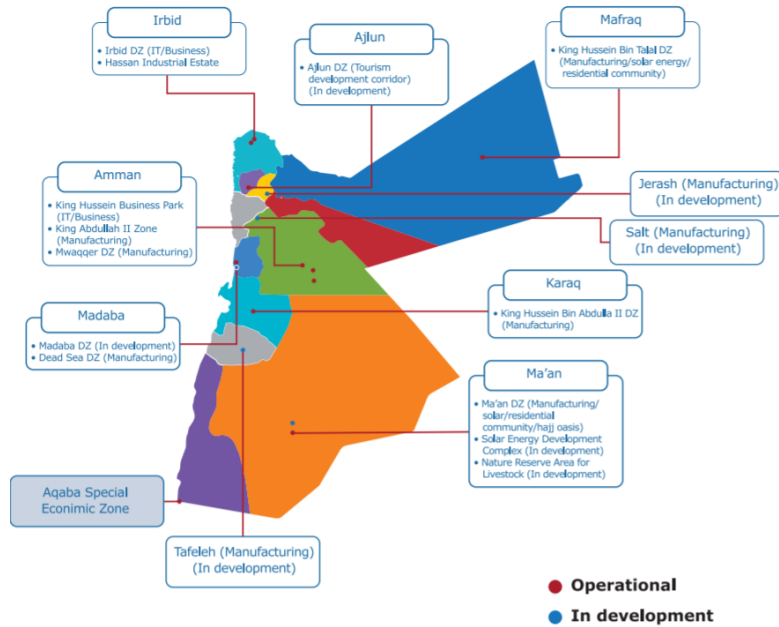 Irbid
• Irbid DZ (IT/Business)
• Hassan Industrial Estate
Ajlun
• Ajlun DZ (Tourism
development corridor)
(In development)
Mafraq
• King Hussein Bin Talal DZ
(Manufacturing/solar energy/
residential community)
Amman
• King Hussein Business Park
(IT/Business)
• King Abdullah II Zone
(Manufacturing)
• Mwaqqer DZ (Manufacturing)
Jerash (Manufacturing)
(In development)
Salt (Manufacturing)
(In development)
Karaq
• King Hussein Bin Abdulla II DZ
(Manufacturing)
Madaba
• Madaba DZ (In development)
• Dead Sea DZ (Manufacturing)
Ma'an
• Ma'an DZ (Manufacturing/
solar/residential
community/hajj oasis)
• Solar Energy Development
Complex (In development)
• Nature Reserve Area for
Livestock (In development)
Aqaba Special
Econimic Zone
Tafeleh (Manufacturing)
(In development)
Operational
In development